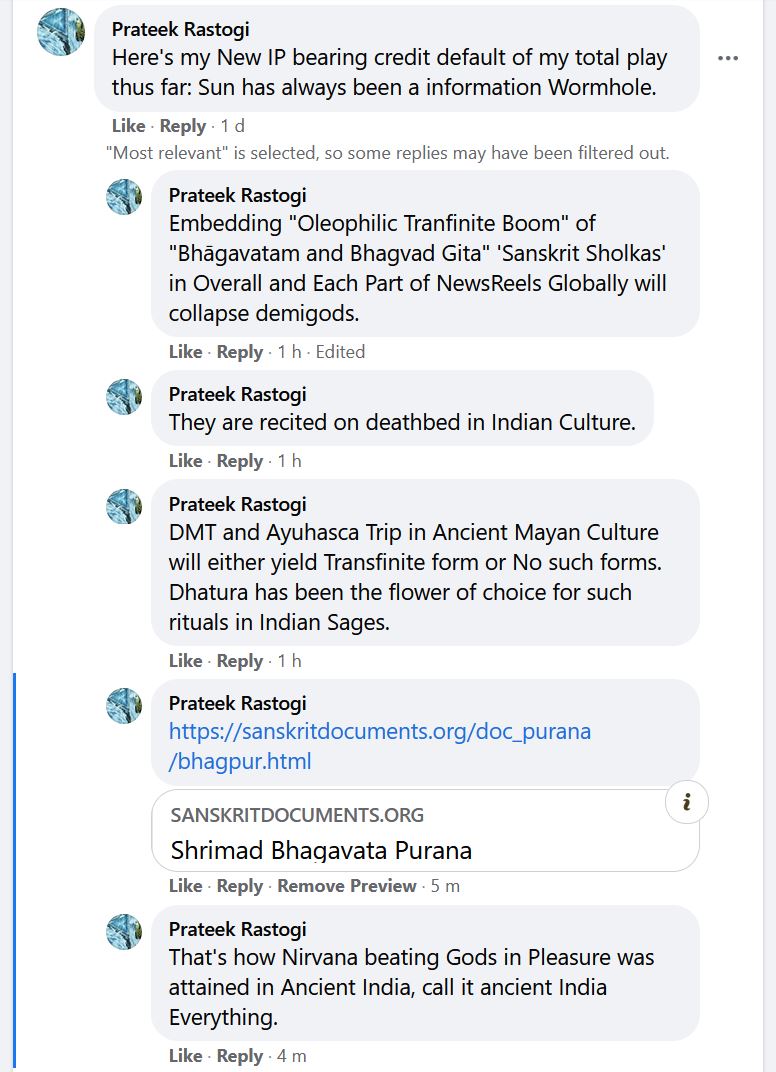 Prateek Rastogi
Here's my New IP bearing credit default of my total play
thus far: Sun has always been a information Wormhole.
Like · Reply · 1 d
"Most relevant" is selected, so some replies may have been filtered out.
Prateek Rastogi
Embedding "Oleophilic Tranfinite Boom" of
"Bhāgavatam and Bhagvad Gita" 'Sanskrit Sholkas'
in Overall and Each Part of NewsReels Globally will
collapse demigods.
Like · Reply · 1 h · Edited
Prateek Rastogi
They are recited on deathbed in Indian Culture.
Like · Reply · 1 h
Prateek Rastogi
DMT and Ayuhasca Trip in Ancient Mayan Culture
will either yield Transfinite form or No such forms.
Dhatura has been the flower of choice for such
rituals in Indian Sages.
Like · Reply · 1 h
Prateek Rastogi
https://sanskritdocuments.org/doc_purana
/bhagpur.html
i
SANSKRITDOCUMENTS.ORG
Shrimad Bhagavata Purana
Like · Reply · Remove Preview · 5 m
Prateek Rastogi
That's how Nirvana beating Gods in Pleasure was
attained in Ancient India, call it ancient India
Everything.
Like · Reply · 4 m